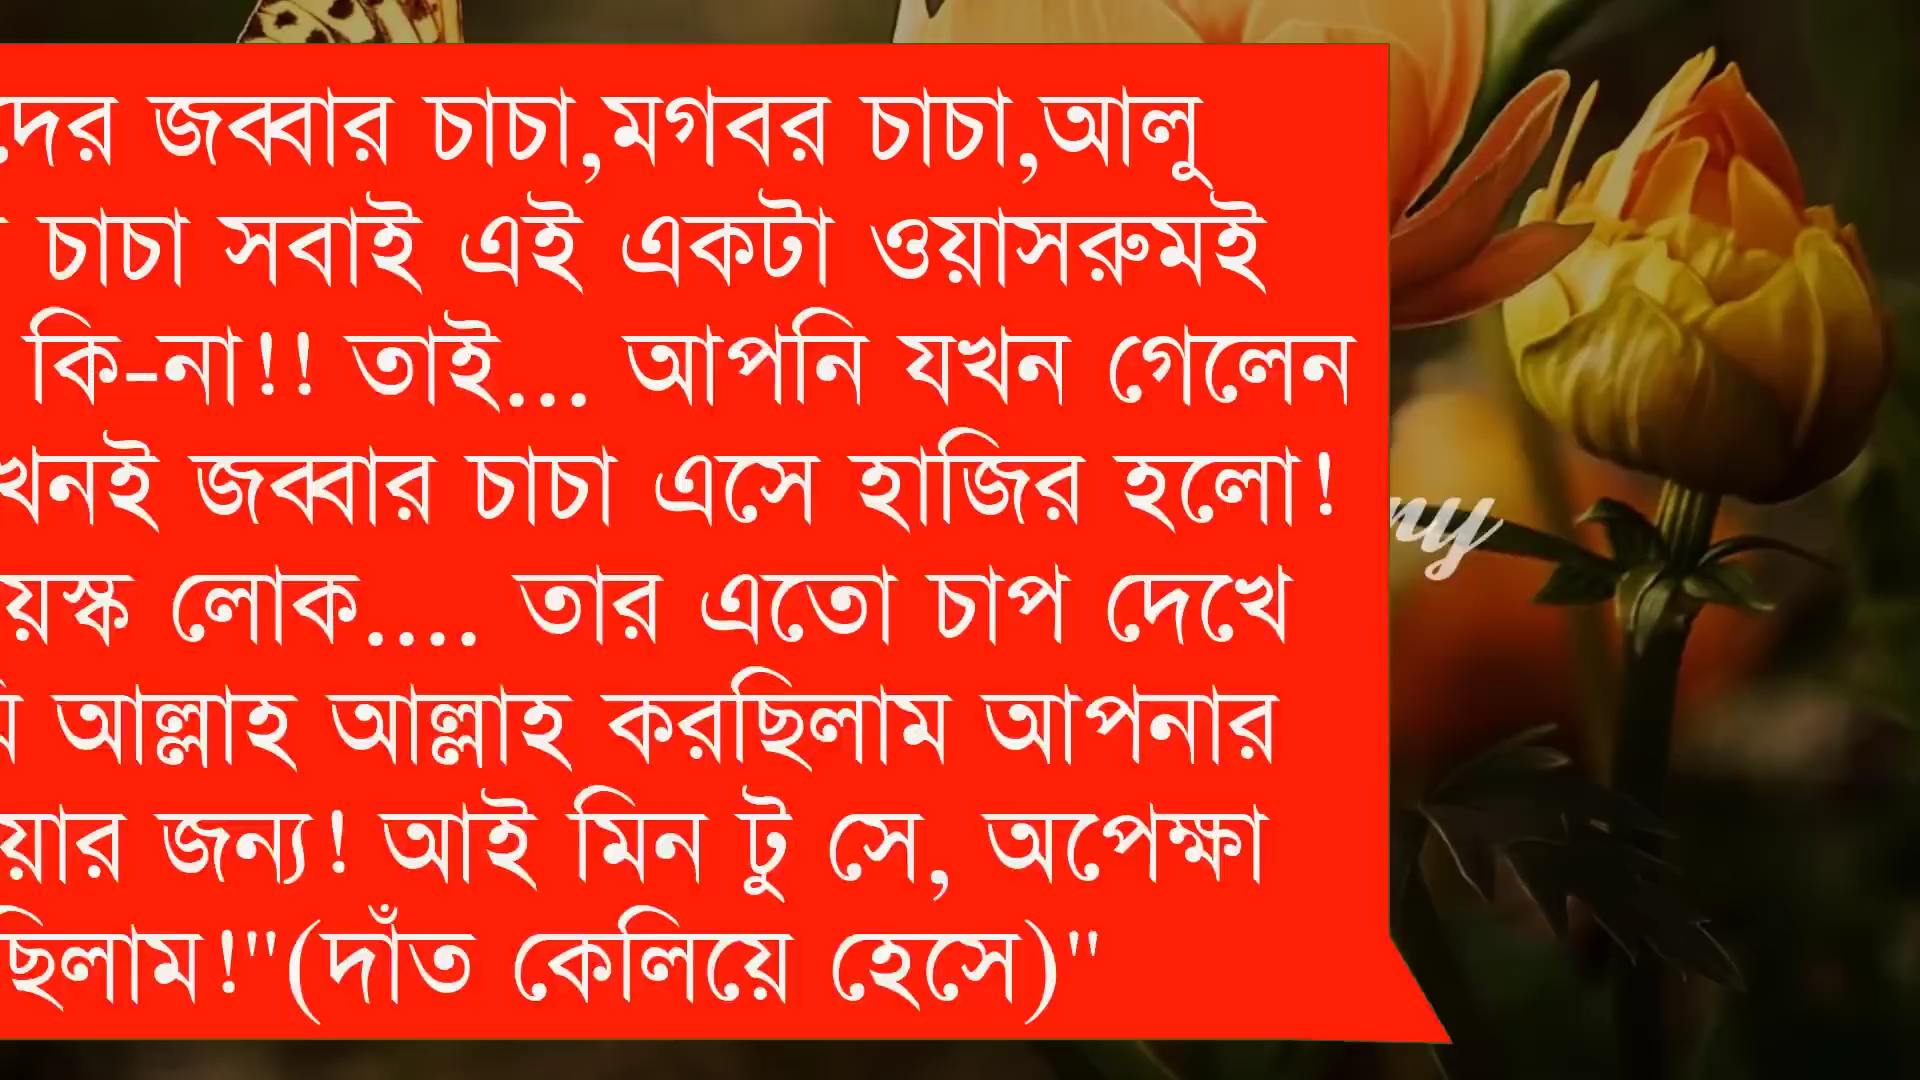 দের জব্বার চাচা,মগবর চাচা,আলু
চাচা সবাই এই একটা ওয়াসরুমই
কি-না!! তাই... আপনি যখন গেলেন
খনই জব্বার চাচা এসে হাজির হলো!
য়স্ক লোক.... তার এতো চাপ দেখে
আল্লাহ আল্লাহ করছিলাম আপনার
য়ার জন্য! আই মিন টু সে, অপেক্ষা
ছিলাম!"(দাঁত কেলিয়ে হেসে)"